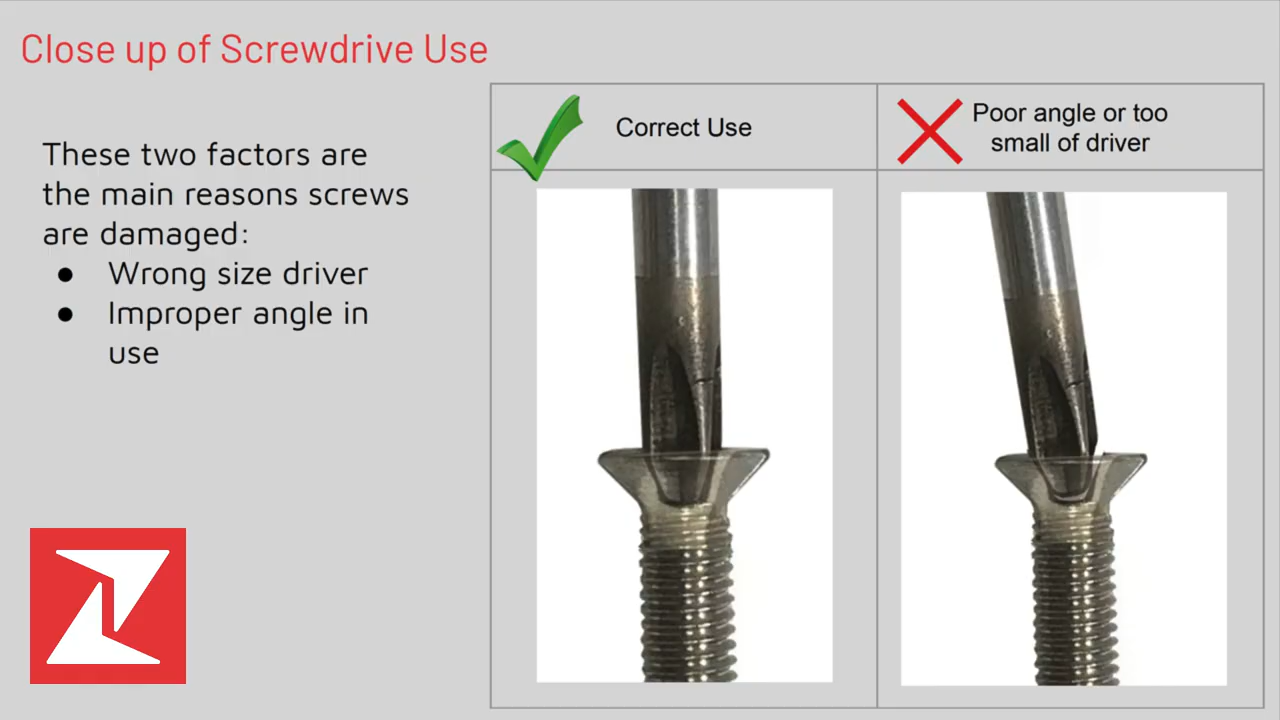 Close up of Screwdrive Use
These two factors are
the main reasons screws
are damaged:
● Wrong size driver
● Improper angle in
use
Correct Use
Poor angle or too
small of driver